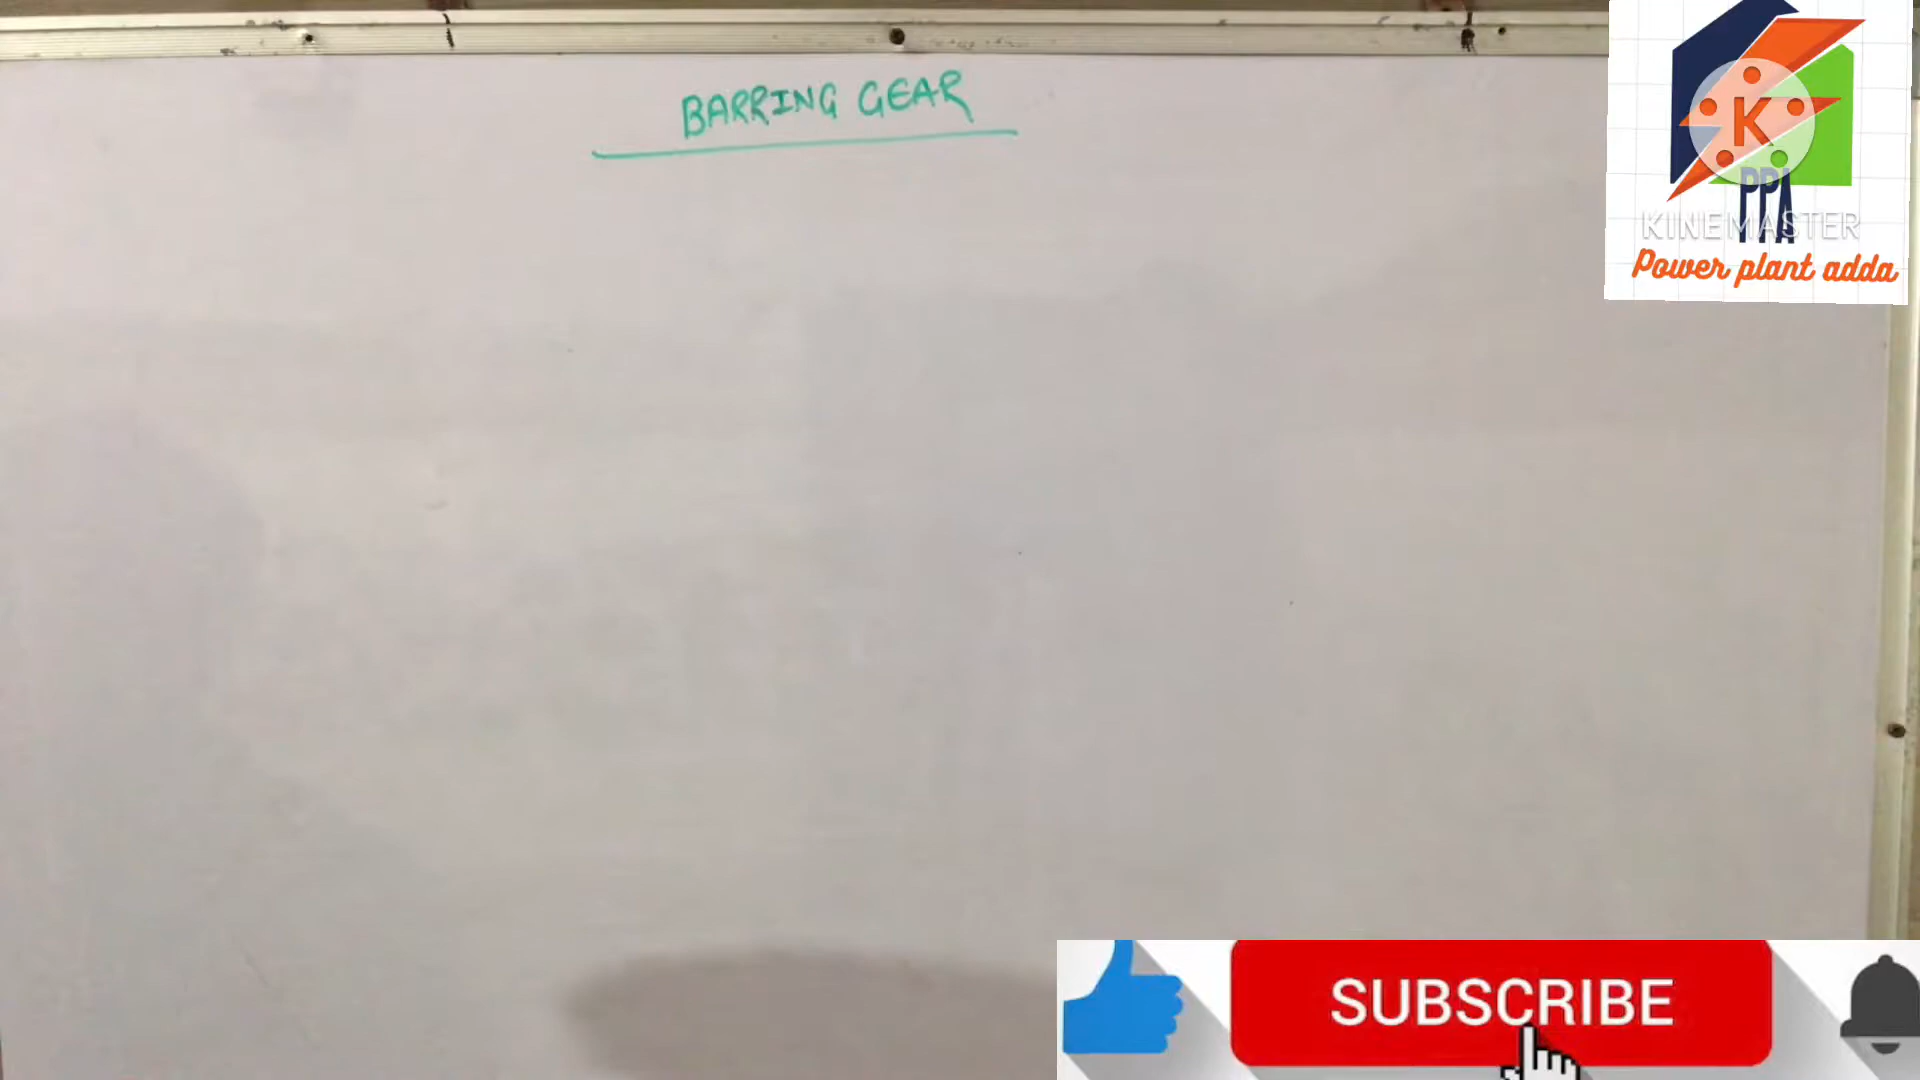 BARRING GEAR
K
PPA
KINEMASTER
Power plant adda
SUBSCRIBE